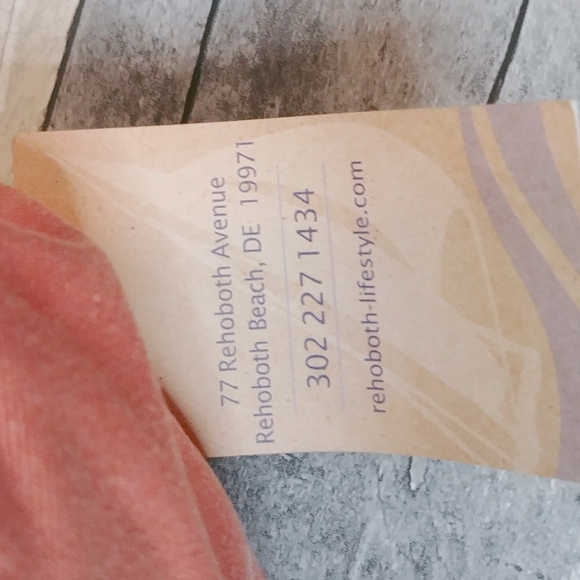 77 Rehoboth Avenue
Rehoboth Beach, DE 19971
302 227 1434
rehoboth-lifestyle.com